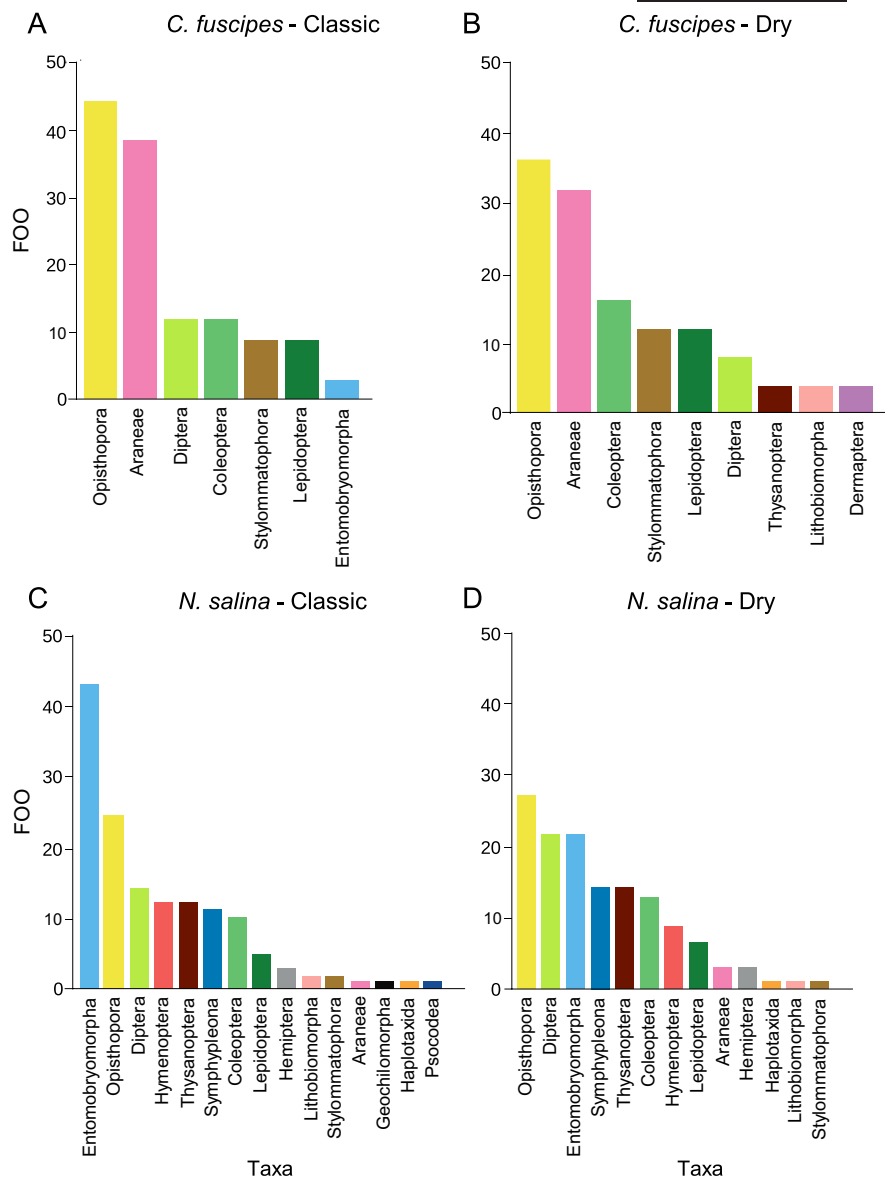 A
C. fuscipes - Classic
50
40
30
20
10
0
FOO
Opisthopora
Araneae
Diptera
Coleoptera
Stylommatophora
Lepidoptera
Entomobryomorpha
B
C. fuscipes - Dry
50
40
30
20
10
0
Opisthopora
Araneae
Coleoptera
Stylommatophora
Lepidoptera
Diptera
Thysanoptera
Lithobiomorpha
Dermaptera
C
N. salina - Classic
50
40
30
20
10
0
FOO
Entomobryomorpha
Opisthopora
Diptera
Hymenoptera
Thysanoptera
Symphypleona
Coleoptera
Lepidoptera
Hemiptera
Lithobiomorpha
Stylommatophora
Araneae
Geochilomorpha
Haplotaxida
Psocodea
Taxa
D
N. salina - Dry
50
40
30
20
10
0
Opisthopora
Diptera
Entomobryomorpha
Symphypleona
Thysanoptera
Coleoptera
Hymenoptera
Lepidoptera
Araneae
Hemiptera
Haplotaxida
Lithobiomorpha
Stylommatophora
Taxa